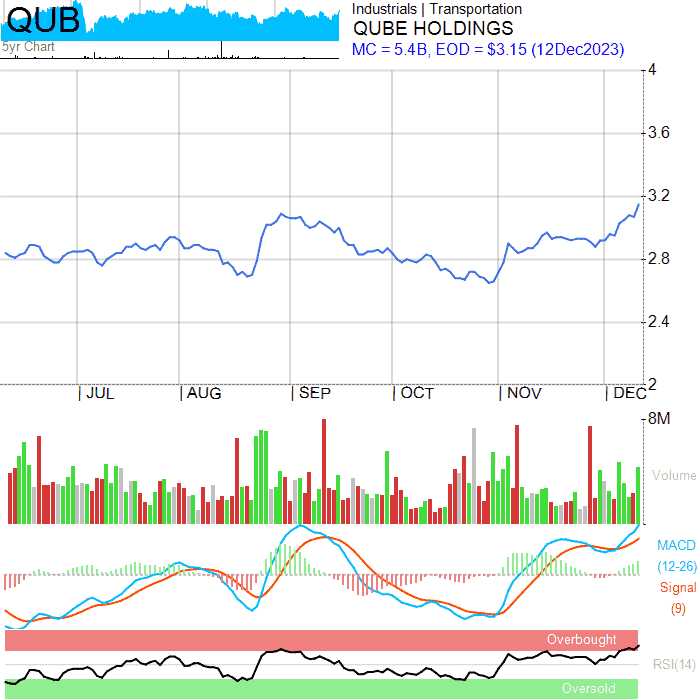 QUB
5yr Chart
Industrials | Transportation
QUBE HOLDINGS
MC = 5.4B, EOD = $3.15 (12Dec2023)
4
3.6
3.2
2.8
2.4
2
JUL
AUG
SEP
OCT
NOV
DEC
8M
Volume
MACD
(12-26)
Signal
(9)
Overbought
RSI(14)
Oversold